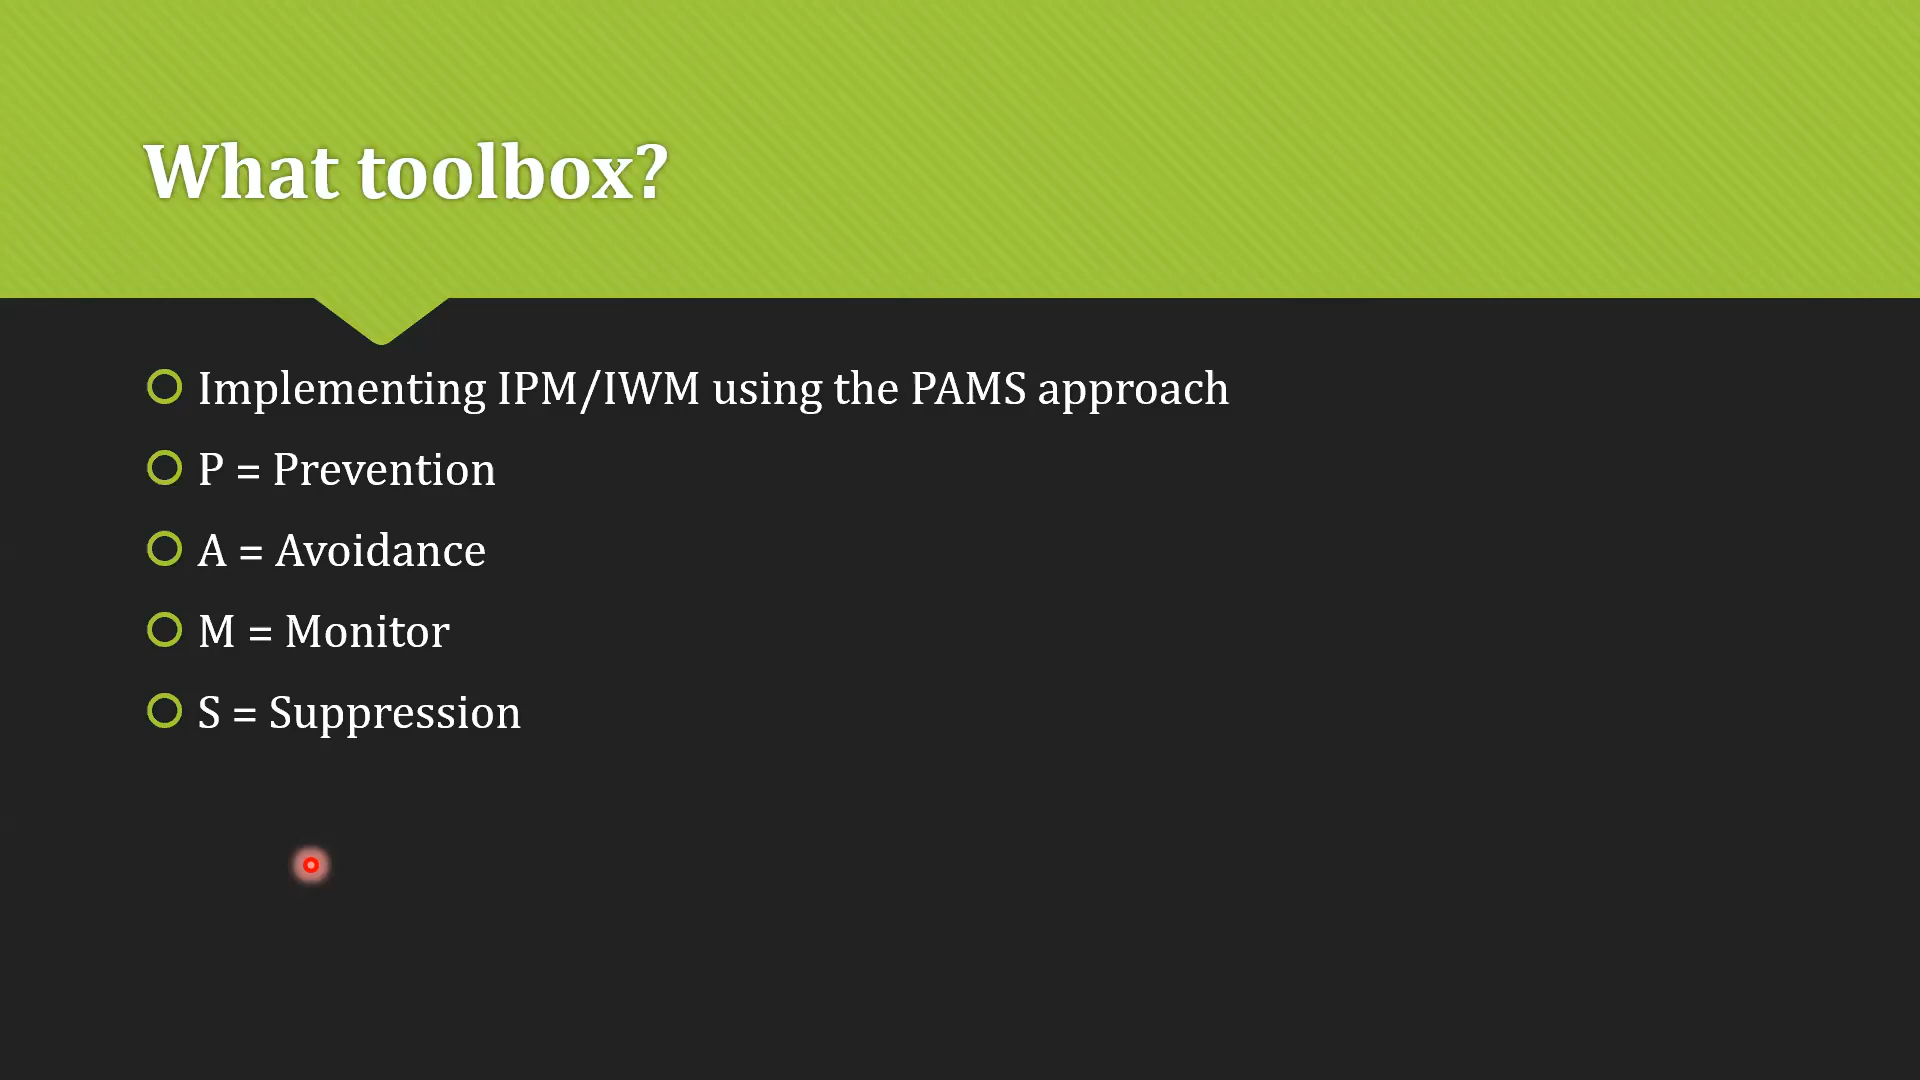 What toolbox?
Implementing IPM/IWM using the PAMS approach
P = Prevention
A = Avoidance
M = Monitor
S = Suppression